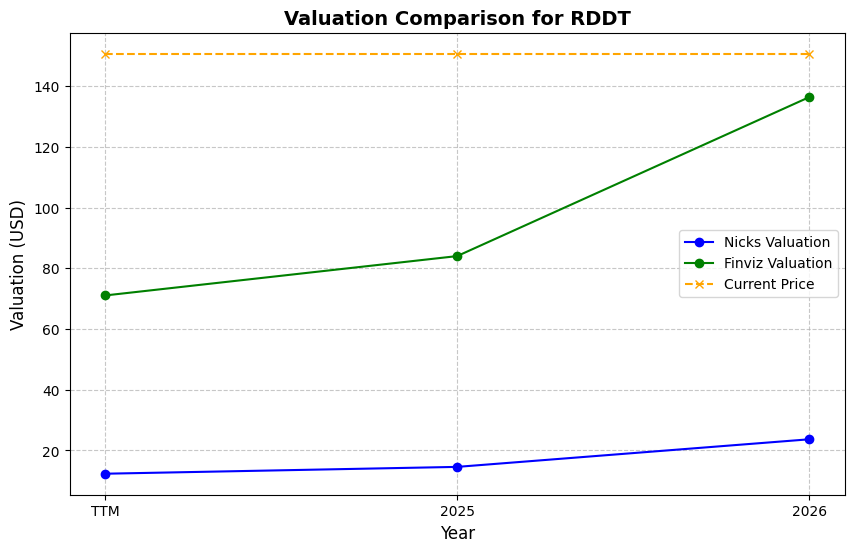 Valuation Comparison for RDDT
Valuation (USD)
140
120
100
80
60
40
20
Nicks Valuation
Finviz Valuation
Current Price
TTM
2025
2026
Year